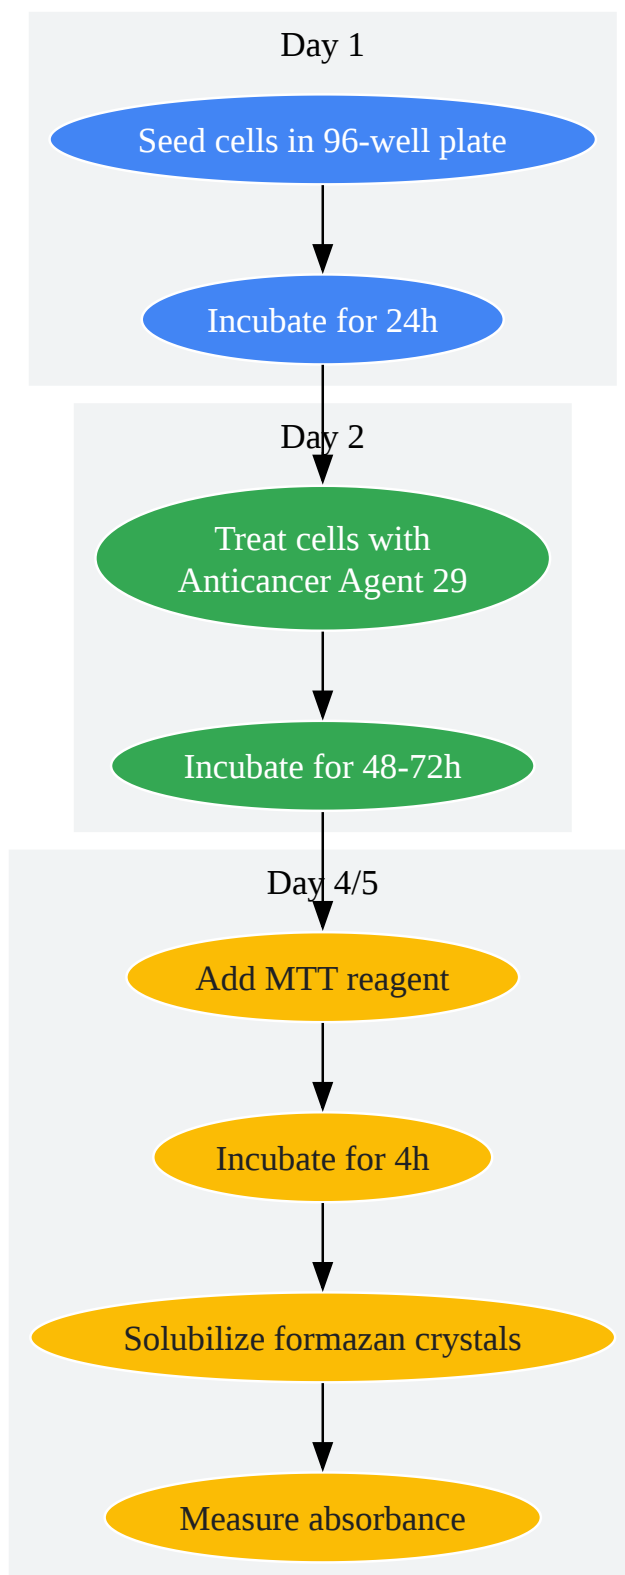 Day 1
Seed cells in 96-well plate
Incubate for 24h
Day 2
Treat cells with
Anticancer Agent 29
Incubate for 48-72h
Day 4/5
Add MTT reagent
Incubate for 4h
Solubilize formazan crystals
Measure absorbance